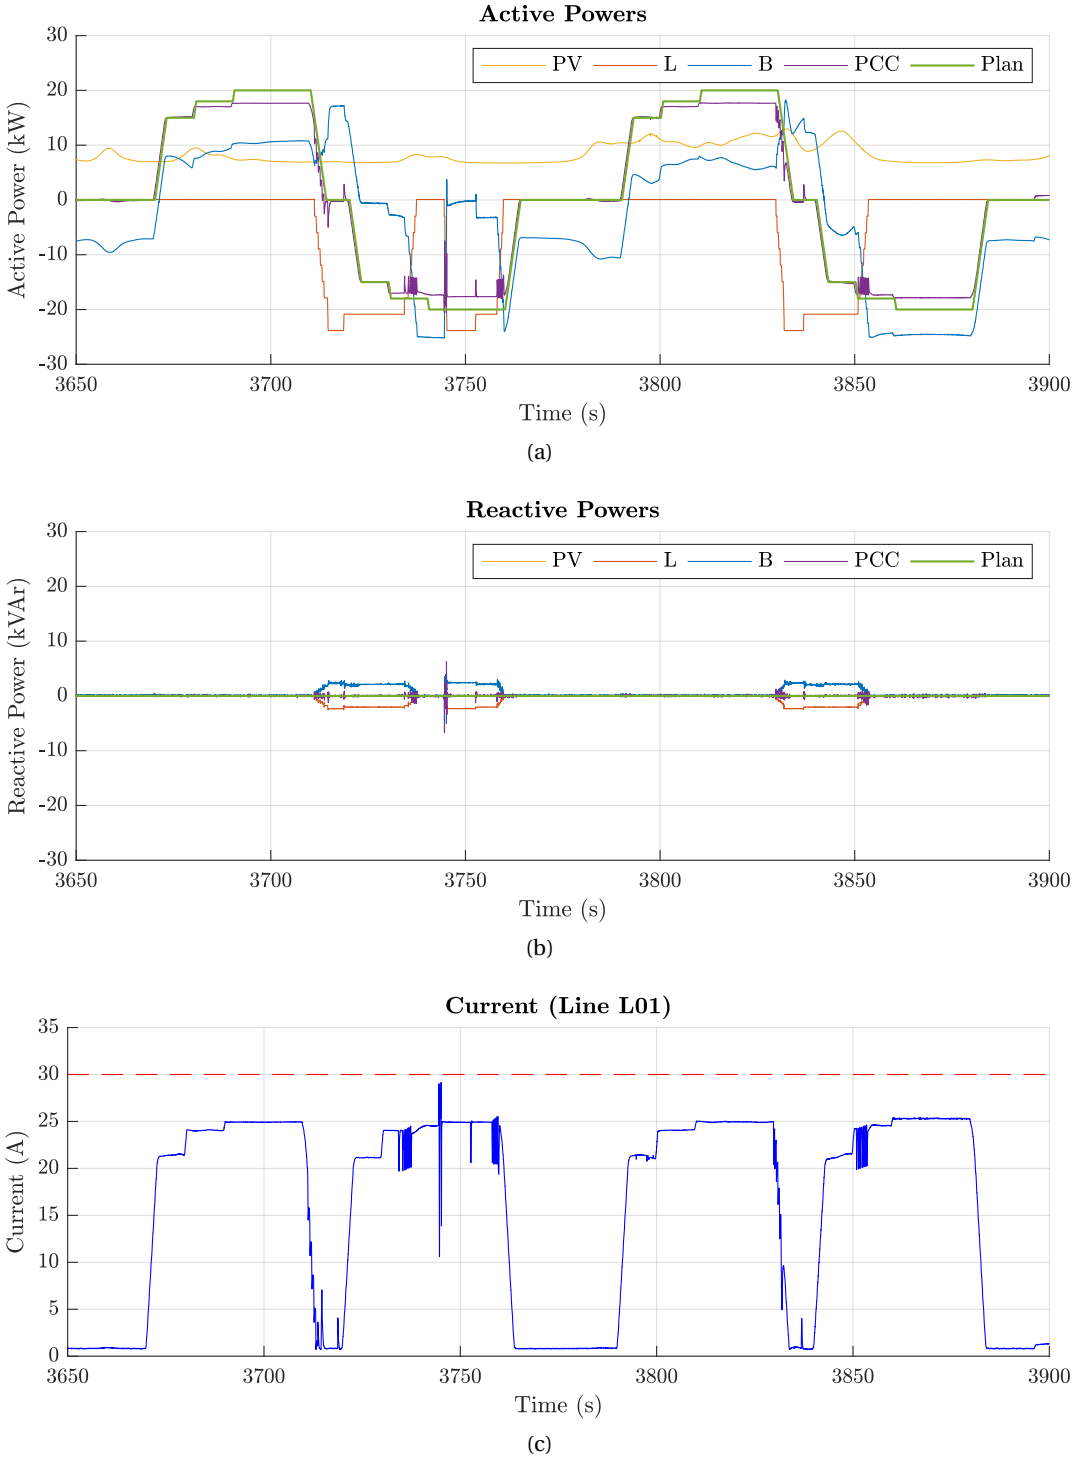 Active Powers
30
20
10
0
-10
-20
-30
Active Power (kW)
PV L B PCC Plan
3650 3700 3750 3800 3850 3900
Time (s)
(a)
Reactive Powers
30
20
10
0
-10
-20
-30
Reactive Power (kVAr)
PV L B PCC Plan
3650 3700 3750 3800 3850 3900
Time (s)
(b)
Current (Line L01)
35
30
25
20
15
10
5
0
Current (A)
3650 3700 3750 3800 3850 3900
Time (s)
(c)